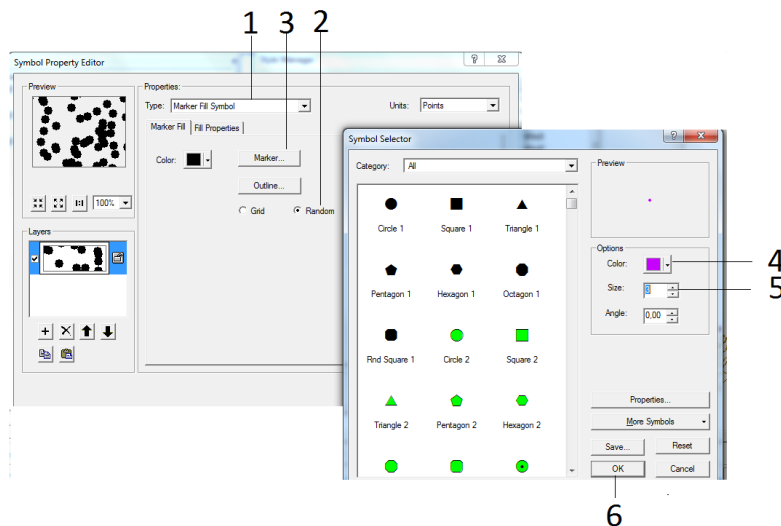 1 3 2
Symbol Property Editor
Preview
Properties:
Type: Marker Fill Symbol
Units: Points
Marker Fill Fill Properties
Color:
Marker...
Outline...
Grid Random
1:1 100%
Layers
Symbol Selector
Category: All
Circle 1 Square 1 Triangle 1
Pentagon 1 Hexagon 1 Octagon 1
Rnd Square 1 Circle 2 Square 2
Triangle 2 Pentagon 2 Hexagon 2
Preview
Options
Color:
4
Size:
5
Angle: 0,00
Properties...
More Symbols
Save... Reset
OK Cancel
6